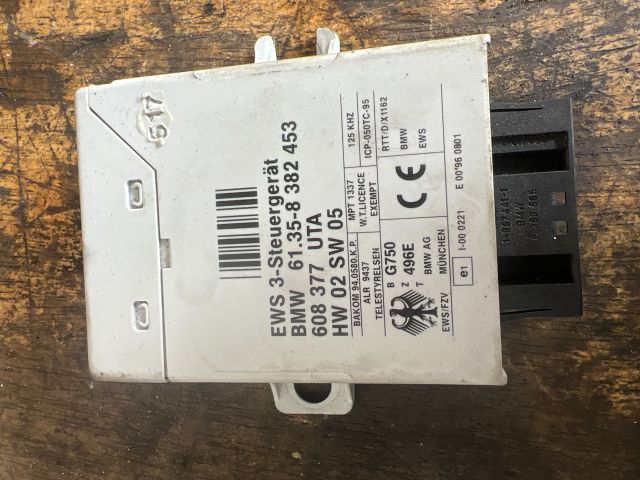 517
EWS 3-Steuergerät
BMW 61.35-8 382 453
608 377 UTA
HW 02 SW 05
BAKOM 94.0580.K.P. MPT 1337 125 KHZ
ALR 9437 W.T.LICENCE EXEMPT ICP-050TC-95
TELESTYRELSEN
B G750
Z 496E
T BMW AG
EWS/FZV MÜNCHEN
CE
RTT/D/X1162
BMW
EWS
e1 I-00 0221 E 00*96 0801
BMW